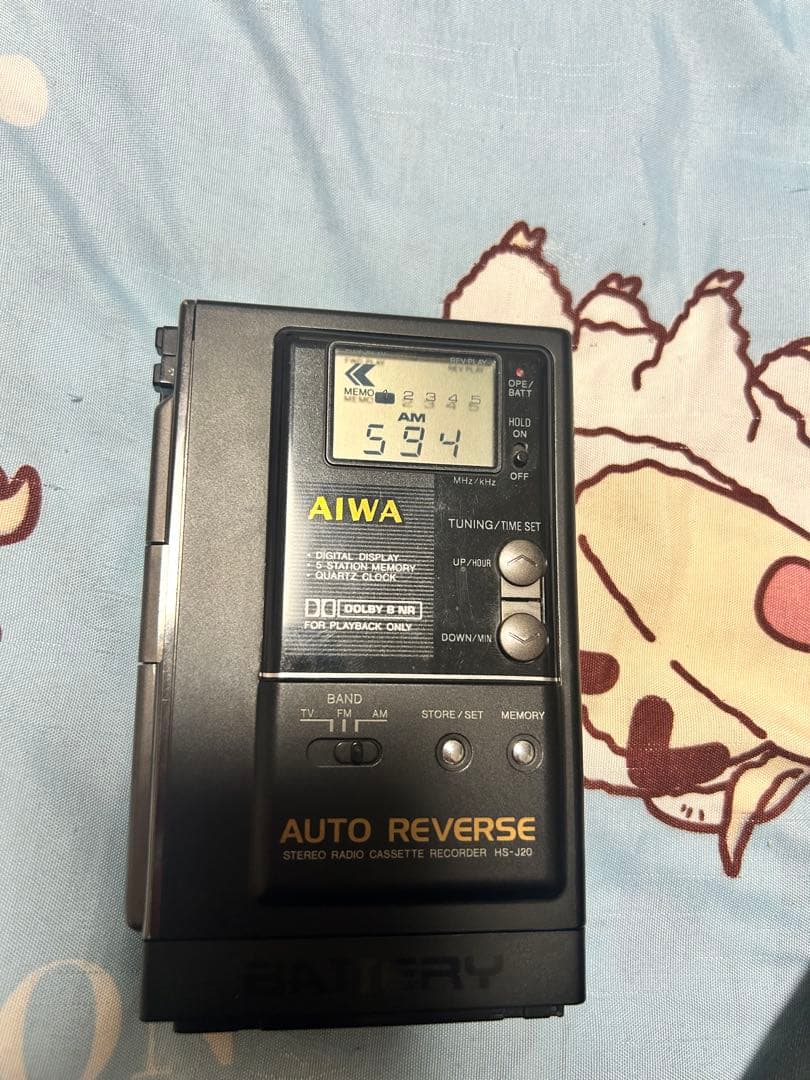 FWD PLAY REV PLAY
MEMO 1 2 3 4 5
AM
594
MHz/kHz
OPE/
BATT
HOLD
ON
OFF
AIWA
TUNING/TIME SET
• DIGITAL DISPLAY
• 5 STATION MEMORY
• QUARTZ CLOCK
UP/HOUR
DOLBY B NR
FOR PLAYBACK ONLY
DOWN/MIN
BAND
TV FM AM
STORE/SET
MEMORY
AUTO REVERSE
STEREO RADIO CASSETTE RECORDER HS-J20
BATTERY
ON